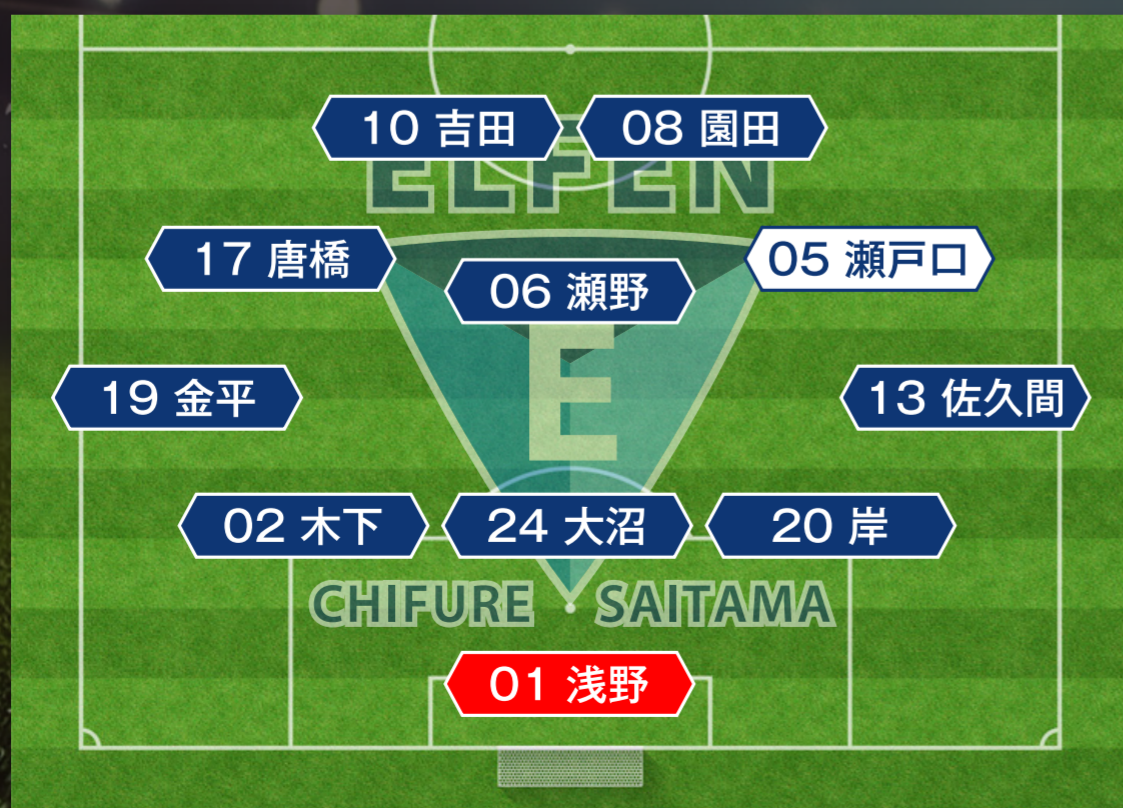 10 吉田
08 園田
ELFEN
17 唐橋
06 瀬野
05 瀬戸口
E
19 金平
13 佐久間
02 木下
24 大沼
20 岸
CHIFURE SAITAMA
01 浅野